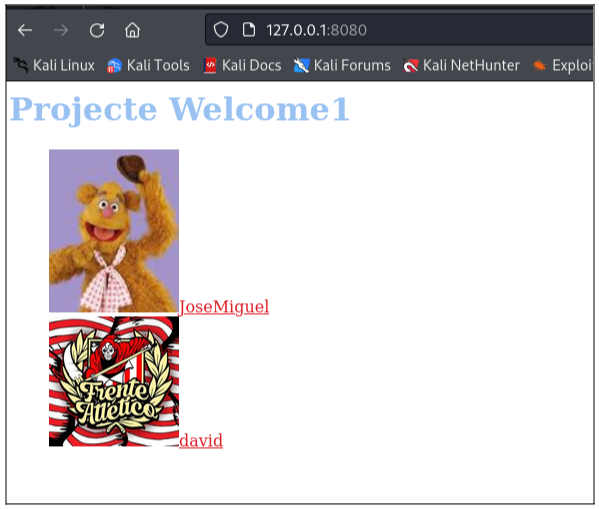 127.0.0.1:8080
Kali Linux Kali Tools Kali Docs Kali Forums Kali NetHunter Exploi
Projecte Welcome1
JoseMiguel
Frente
Atlético
david